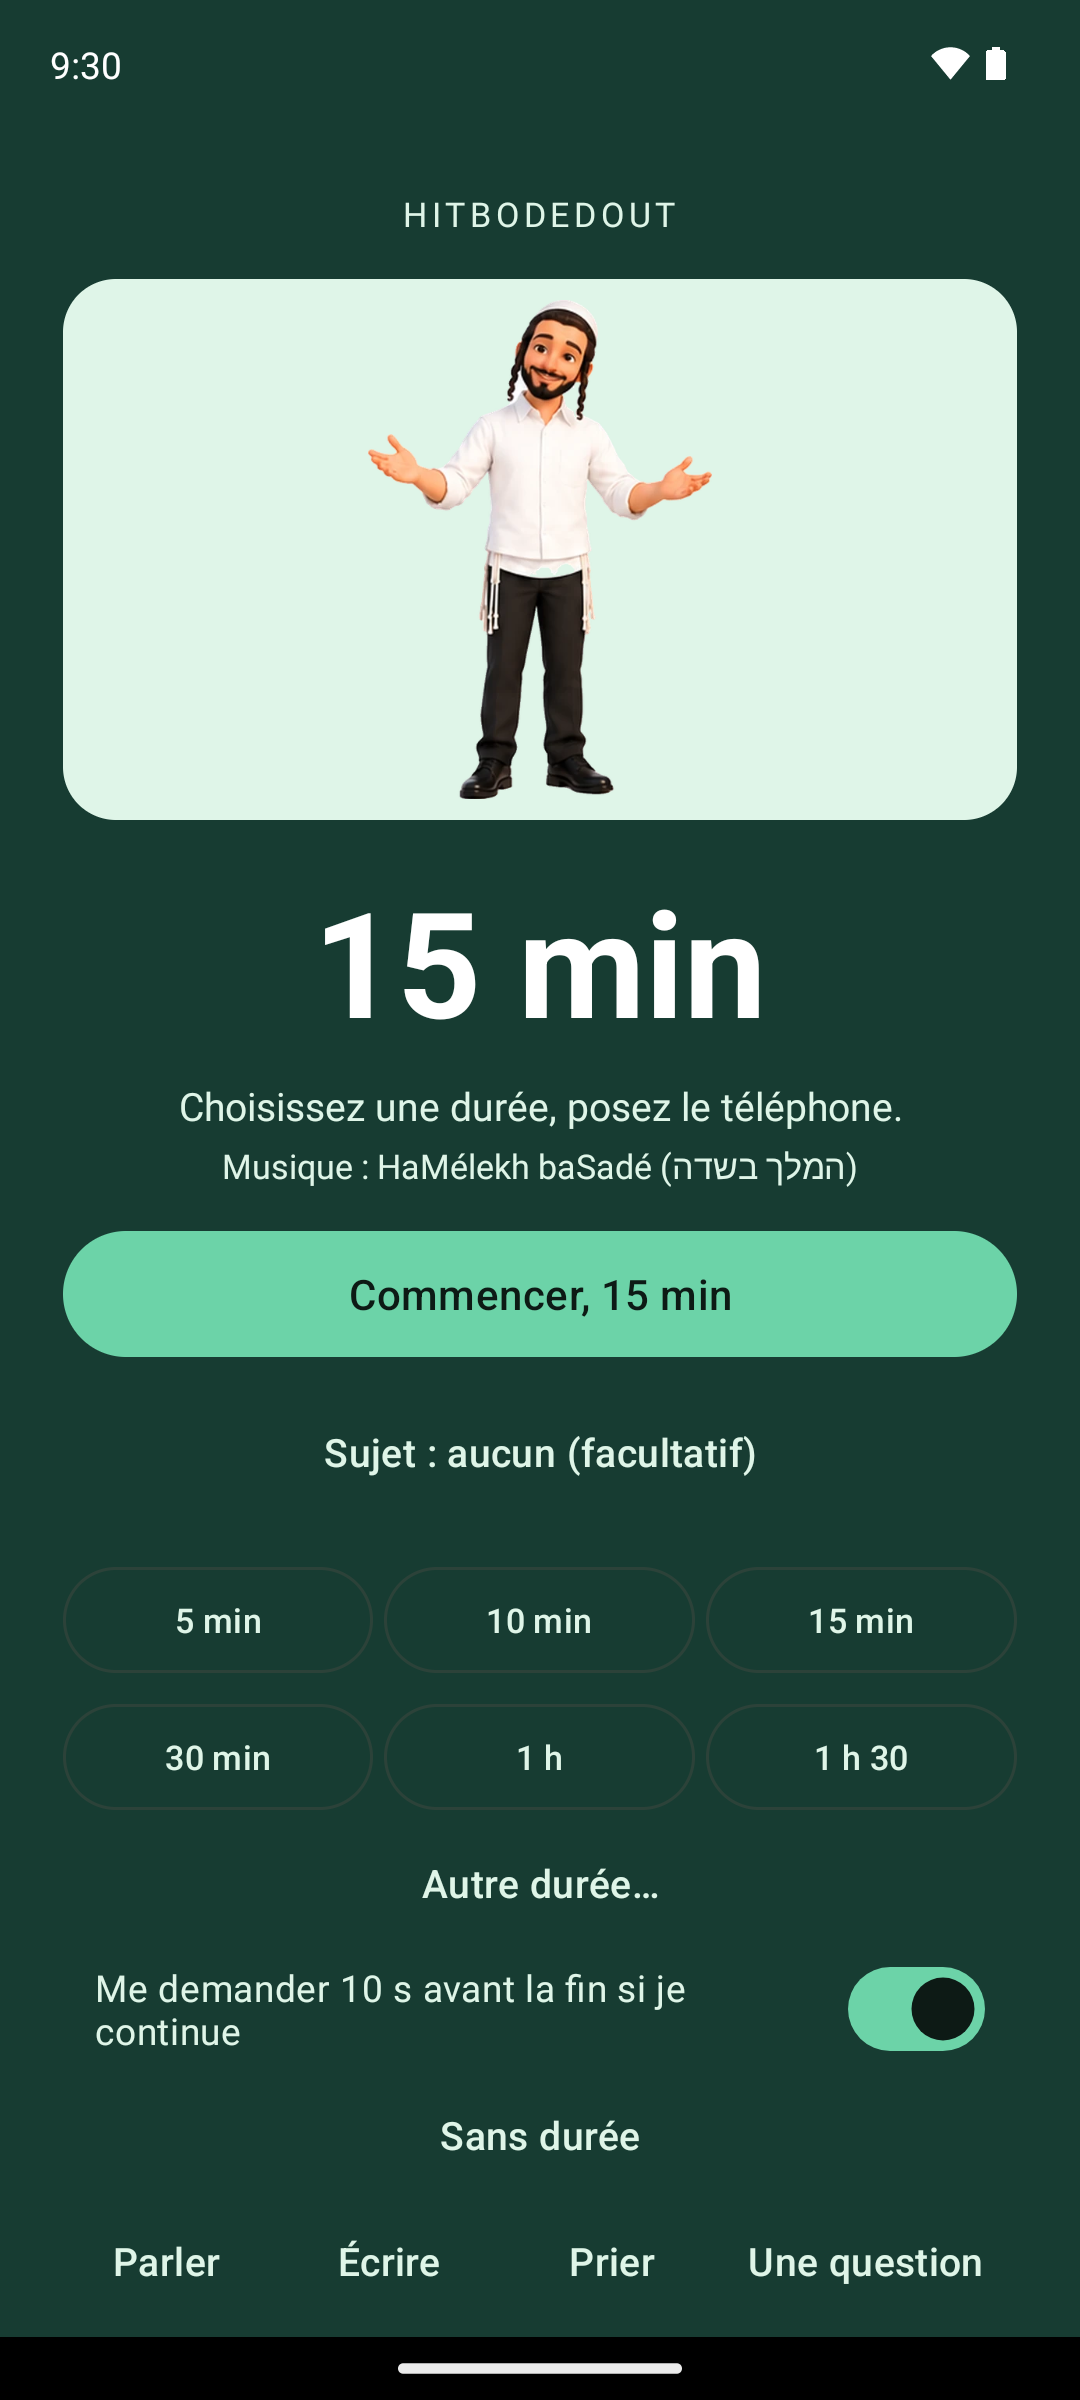 9:30
HITBODEDOUT
15 min
Choisissez une durée, posez le téléphone.
Musique : HaMélekh baSadé (המלך בשדה)
Commencer, 15 min
Sujet : aucun (facultatif)
5 min 10 min 15 min
30 min 1 h 1 h 30
Autre durée…
Me demander 10 s avant la fin si je
continue
Sans durée
Parler Écrire Prier Une question